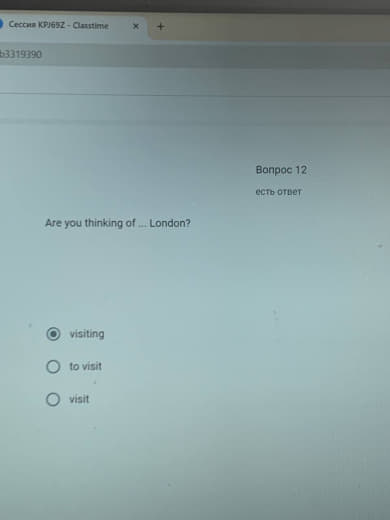 Сессия KPJ69Z - Classtime × +
b3319390
Вопрос 12
есть ответ
Are you thinking of ... London?
visiting
to visit
visit